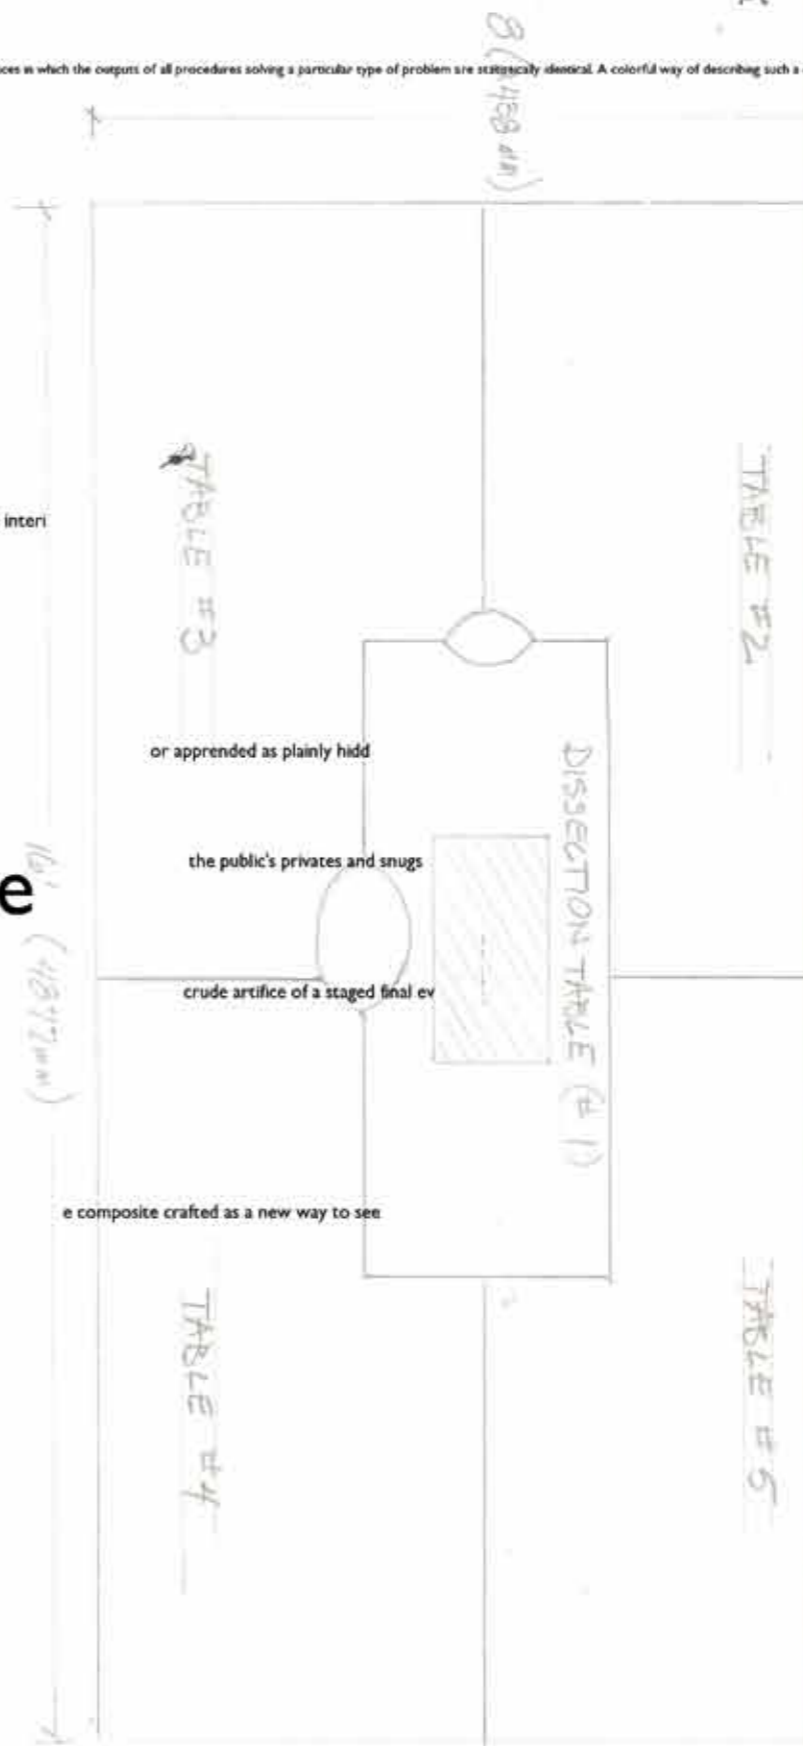 8' (2438 mm)
ces in which the outputs of all procedures solving a particular type of problem are statistically identical. A colorful way of describing such a
TABLE #3
TABLE #2
interi
or apprended as plainly hidd
DISSECTION TABLE (#1)
the public's privates and snugs
e
16' (4877mm)
crude artifice of a staged final ev
e composite crafted as a new way to see
TABLE #4
TABLE #5